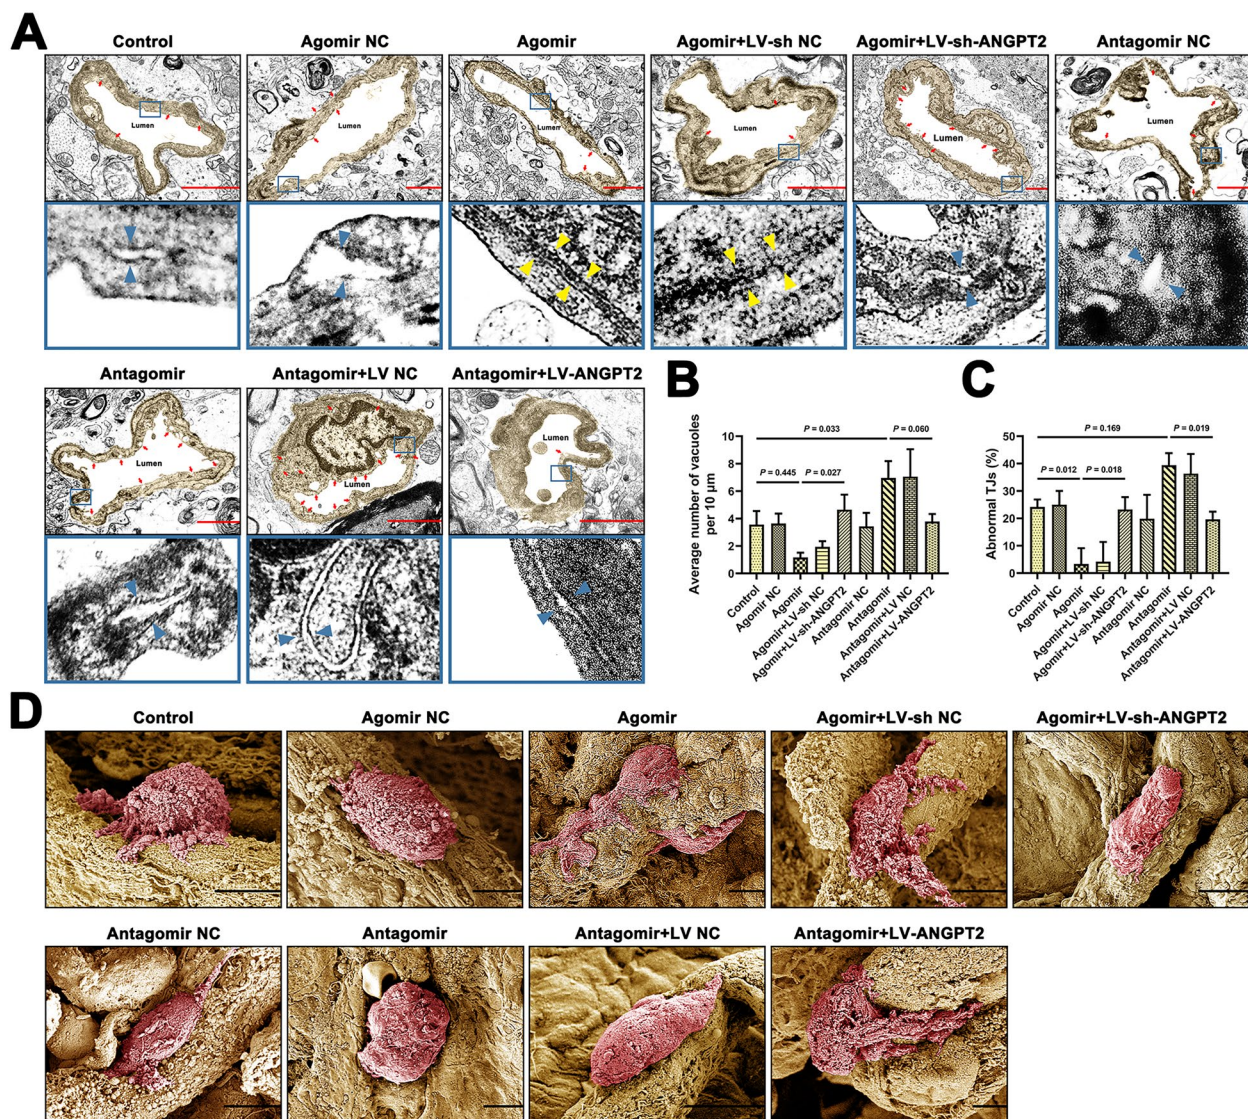 A
Control
Agomir NC
Agomir
Agomir+LV-sh NC
Agomir+LV-sh-ANGPT2
Antagomir NC
Lumen
Lumen
Lumen
Lumen
Lumen
Lumen
Antagomir
Antagomir+LV NC
Antagomir+LV-ANGPT2
Lumen
Lumen
Lumen
B
Average number of vacuoles
per 10 μm
10
8
6
4
2
0
P = 0.033
P = 0.060
P = 0.445
P = 0.027
Control
Agomir NC
Agomir
Agomir+LV-sh NC
Agomir+LV-sh-ANGPT2
Antagomir NC
Antagomir
Antagomir+LV NC
Antagomir+LV-ANGPT2
C
Abnormal TJs (%)
50
40
30
20
10
0
P = 0.169
P = 0.019
P = 0.012
P = 0.018
Control
Agomir NC
Agomir
Agomir+LV-sh NC
Agomir+LV-sh-ANGPT2
Antagomir NC
Antagomir
Antagomir+LV NC
Antagomir+LV-ANGPT2
D
Control
Agomir NC
Agomir
Agomir+LV-sh NC
Agomir+LV-sh-ANGPT2
Antagomir NC
Antagomir
Antagomir+LV NC
Antagomir+LV-ANGPT2